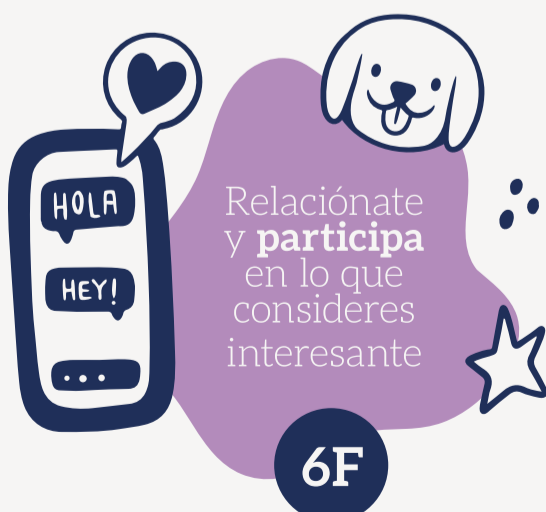 HOLA
HEY!
...
Relaciónate
y participa
en lo que
consideres
interesante
6F